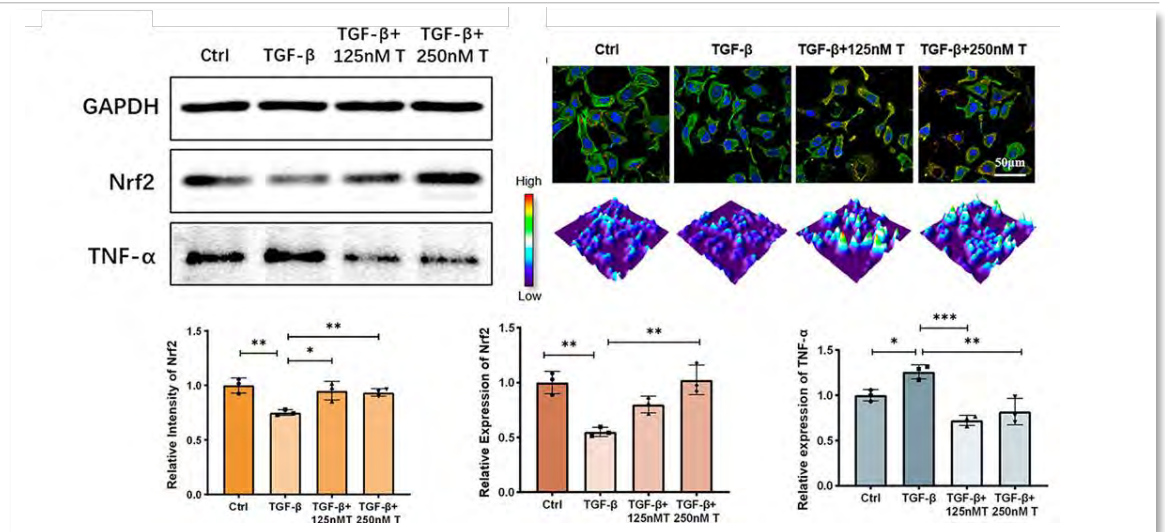 Ctrl TGF-β TGF-β+ 125nM T TGF-β+ 250nM T
GAPDH
Nrf2
TNF-α
Ctrl TGF-β TGF-β+125nM T TGF-β+250nM T
50μm
High
Low
Relative Intensity of Nrf2
1.5
1.0
0.5
0.0
** * **
Ctrl TGF-β TGF-β+ 125nMT TGF-β+ 250nM T
Relative Expression of Nrf2
1.5
1.0
0.5
0.0
** **
Ctrl TGF-β TGF-β+ 125nMT TGF-β+ 250nM T
Relative expression of TNF-α
1.5
1.0
0.5
0.0
* *** **
Ctrl TGF-β TGF-β+ 125nM T TGF-β+ 250nM T